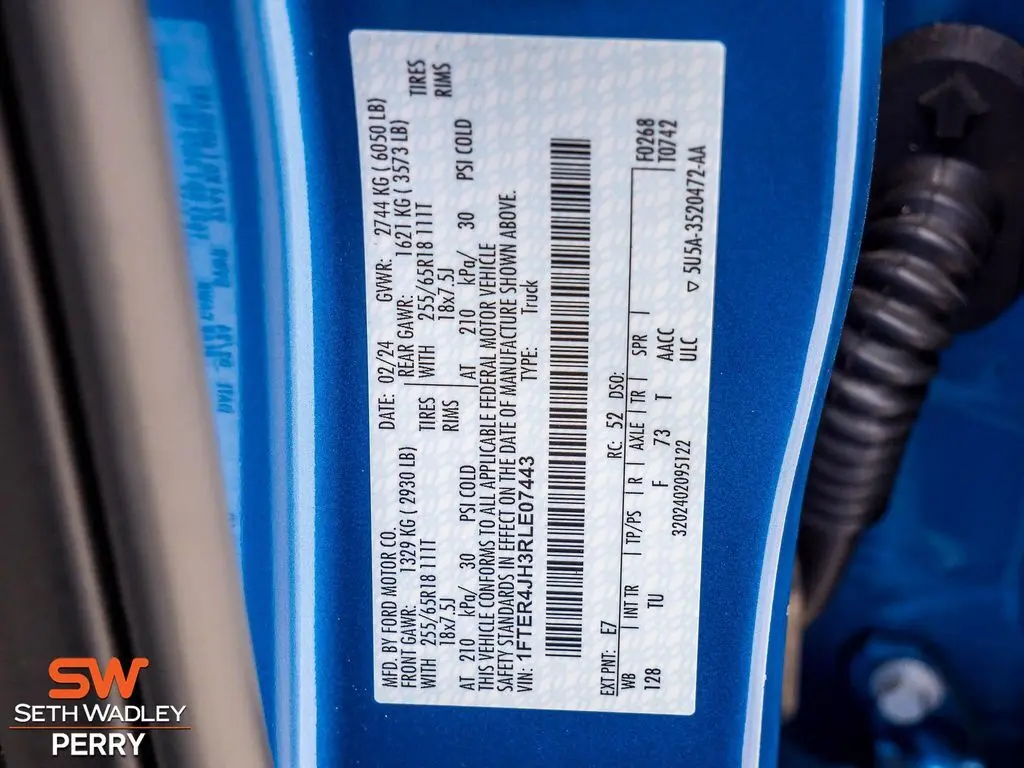 MFD. BY FORD MOTOR CO. DATE: 02/24 GVWR: 2744 KG ( 6050 LB)
FRONT GAWR: 1329 KG ( 2930 LB) REAR GAWR: 1621 KG ( 3573 LB)
WITH 255/65R18 111T TIRES WITH 255/65R18 111T TIRES
18x7.5J RIMS 18x7.5J RIMS
AT 210 kPa/ 30 PSI COLD AT 210 kPa/ 30 PSI COLD
THIS VEHICLE CONFORMS TO ALL APPLICABLE FEDERAL MOTOR VEHICLE
SAFETY STANDARDS IN EFFECT ON THE DATE OF MANUFACTURE SHOWN ABOVE.
VIN: 1FTER4JH3RLE07443 TYPE: Truck
EXT PNT: E7 RC: 52 DSO: F0268
WB INT TR TP/PS R AXLE TR SPR T0742
128 TU F 73 T AACC
ULC
3202402095122 ▽ 5U5A-3520472-AA
SW
SETH WADLEY
PERRY